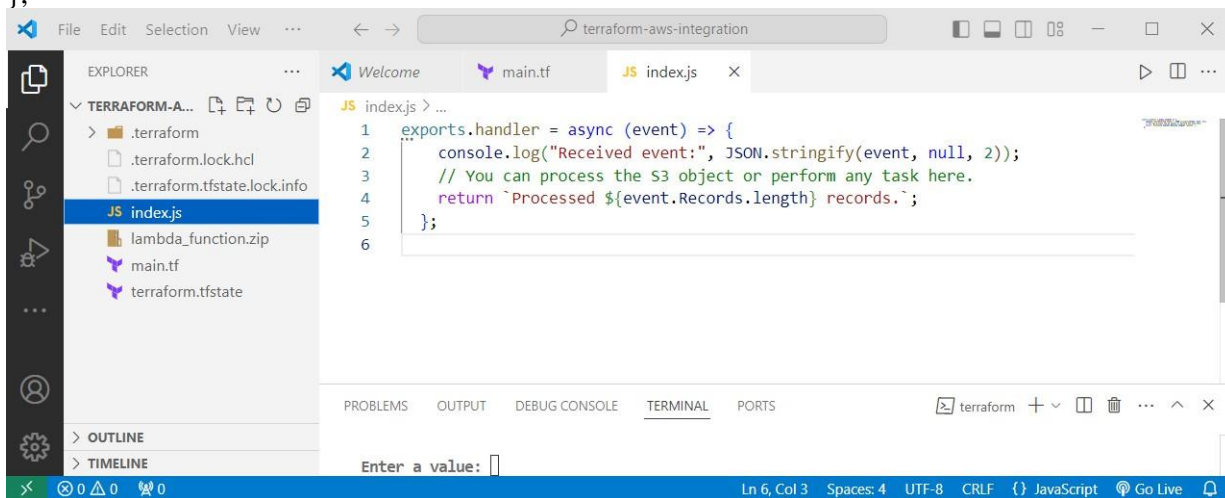 };
File Edit Selection View ... terraform-aws-integration
EXPLORER ...
Welcome main.tf JS index.js
TERRAFORM-A...
JS index.js > ...
.terraform
.terraform.lock.hcl
.terraform.tfstate.lock.info
JS index.js
lambda_function.zip
main.tf
terraform.tfstate
1 exports.handler = async (event) => {
2 console.log("Received event:", JSON.stringify(event, null, 2));
3 // You can process the S3 object or perform any task here.
4 return `Processed ${event.Records.length} records.`;
5 };
6
PROBLEMS OUTPUT DEBUG CONSOLE TERMINAL PORTS terraform
Enter a value:
OUTLINE
TIMELINE
0 0 0 Ln 6, Col 3 Spaces: 4 UTF-8 CRLF {} JavaScript Go Live